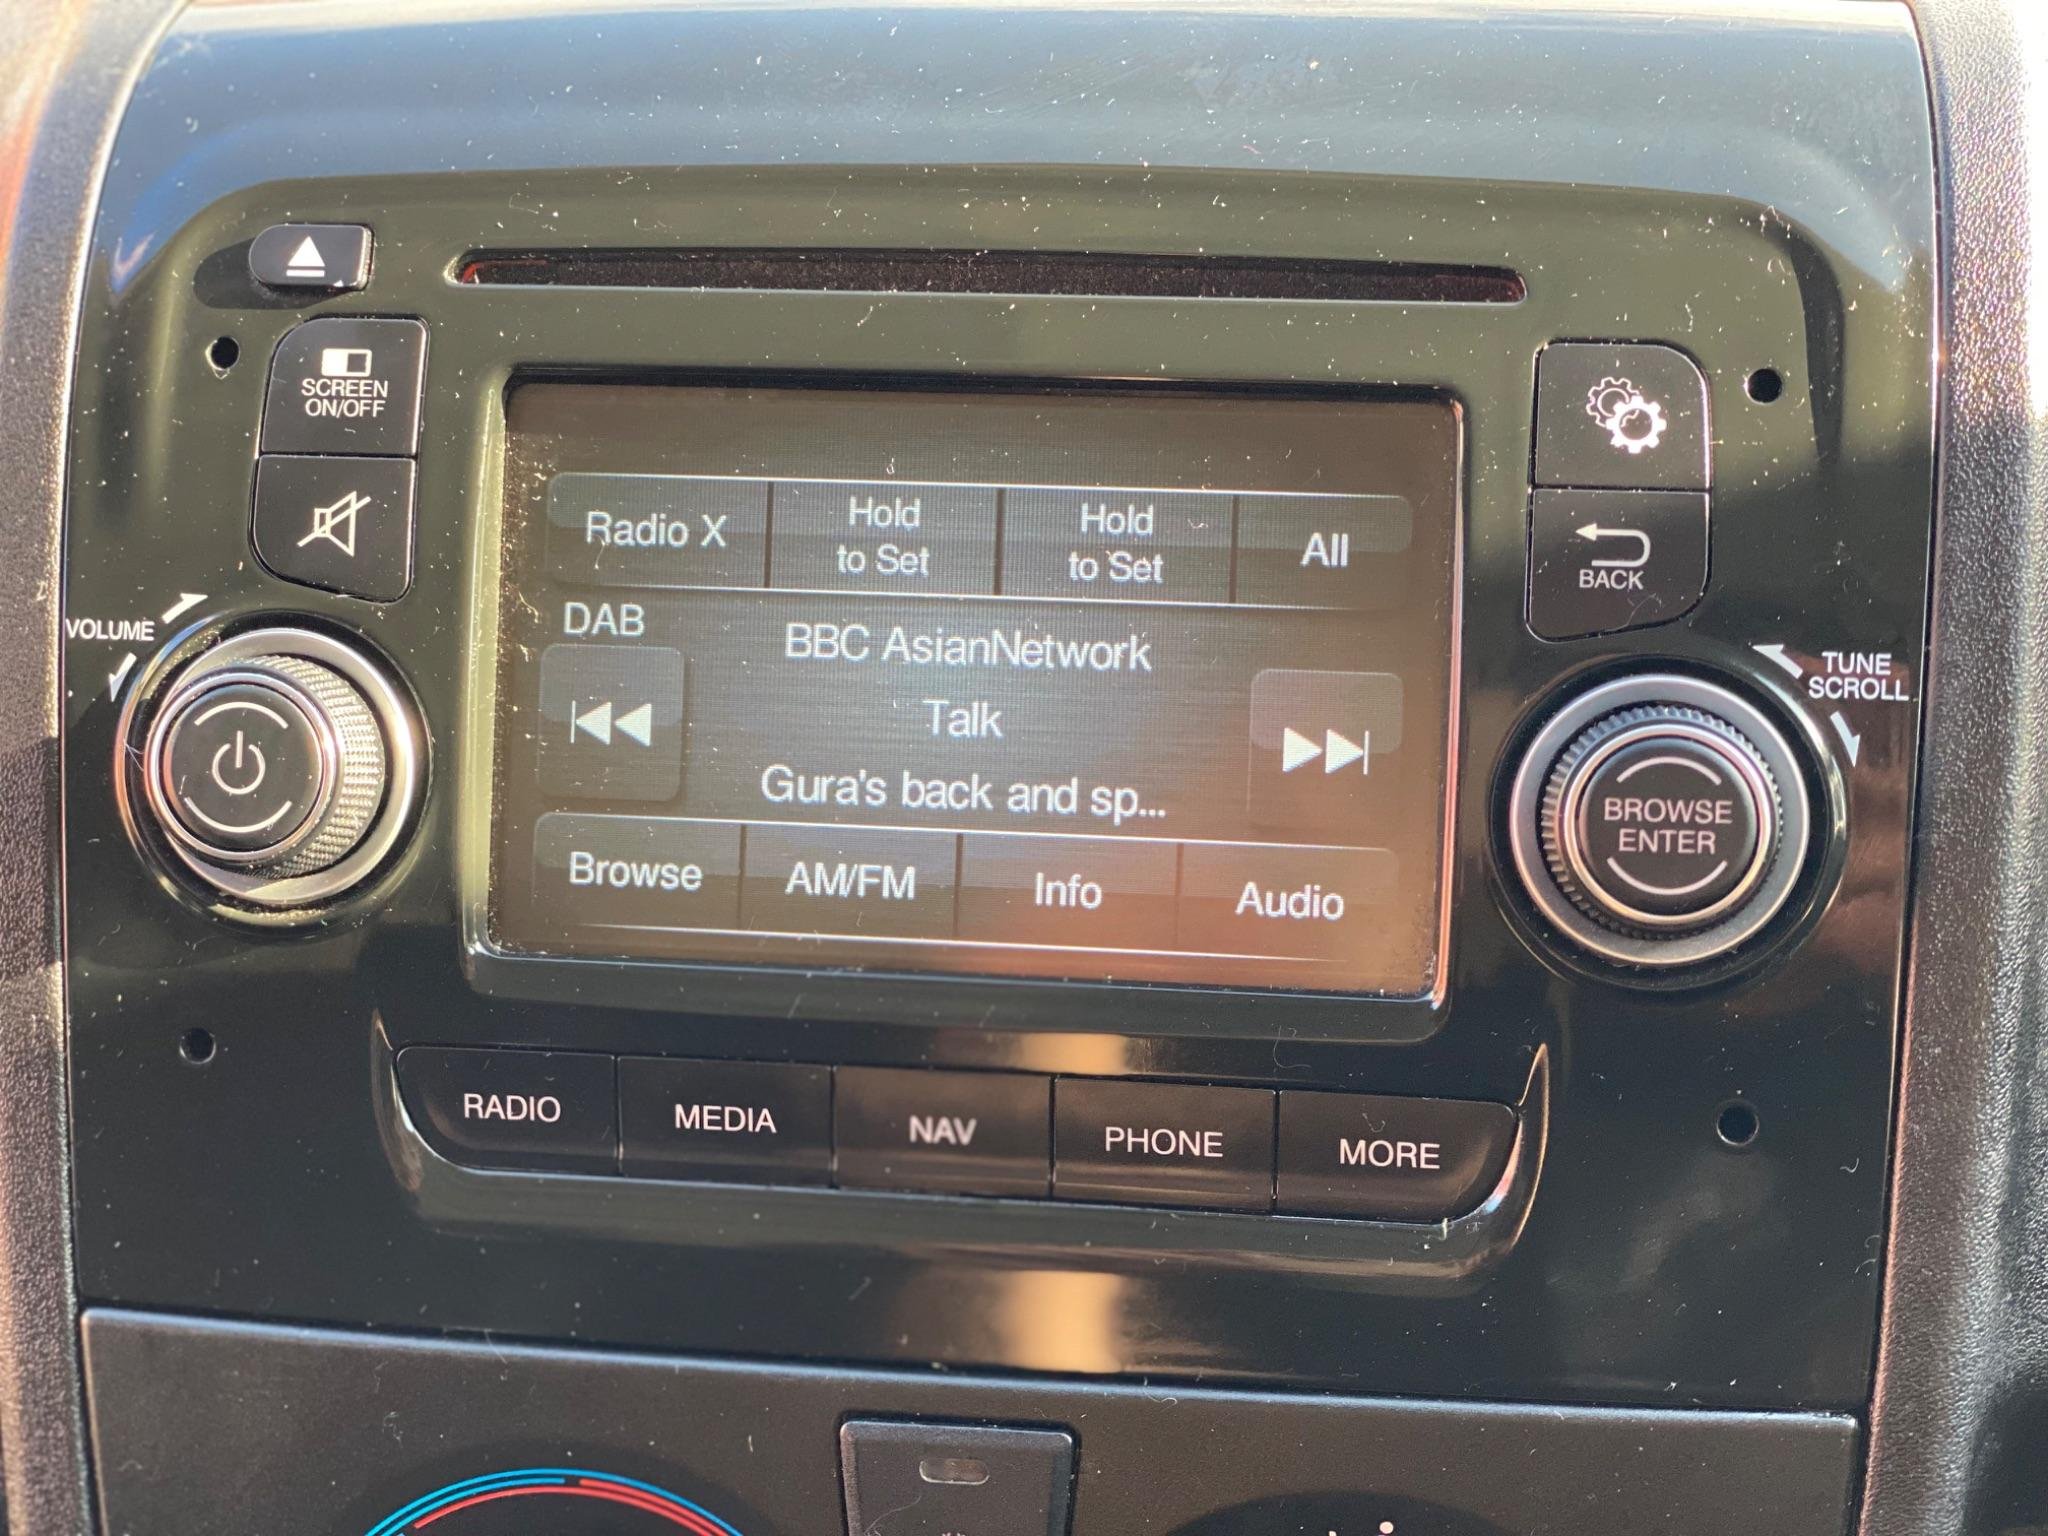 SCREEN
ON/OFF
VOLUME
Radio X
Hold
to Set
Hold
to Set
All
DAB
BBC AsianNetwork
Talk
Gura's back and sp...
Browse
AM/FM
Info
Audio
BACK
TUNE
SCROLL
BROWSE
ENTER
RADIO
MEDIA
NAV
PHONE
MORE